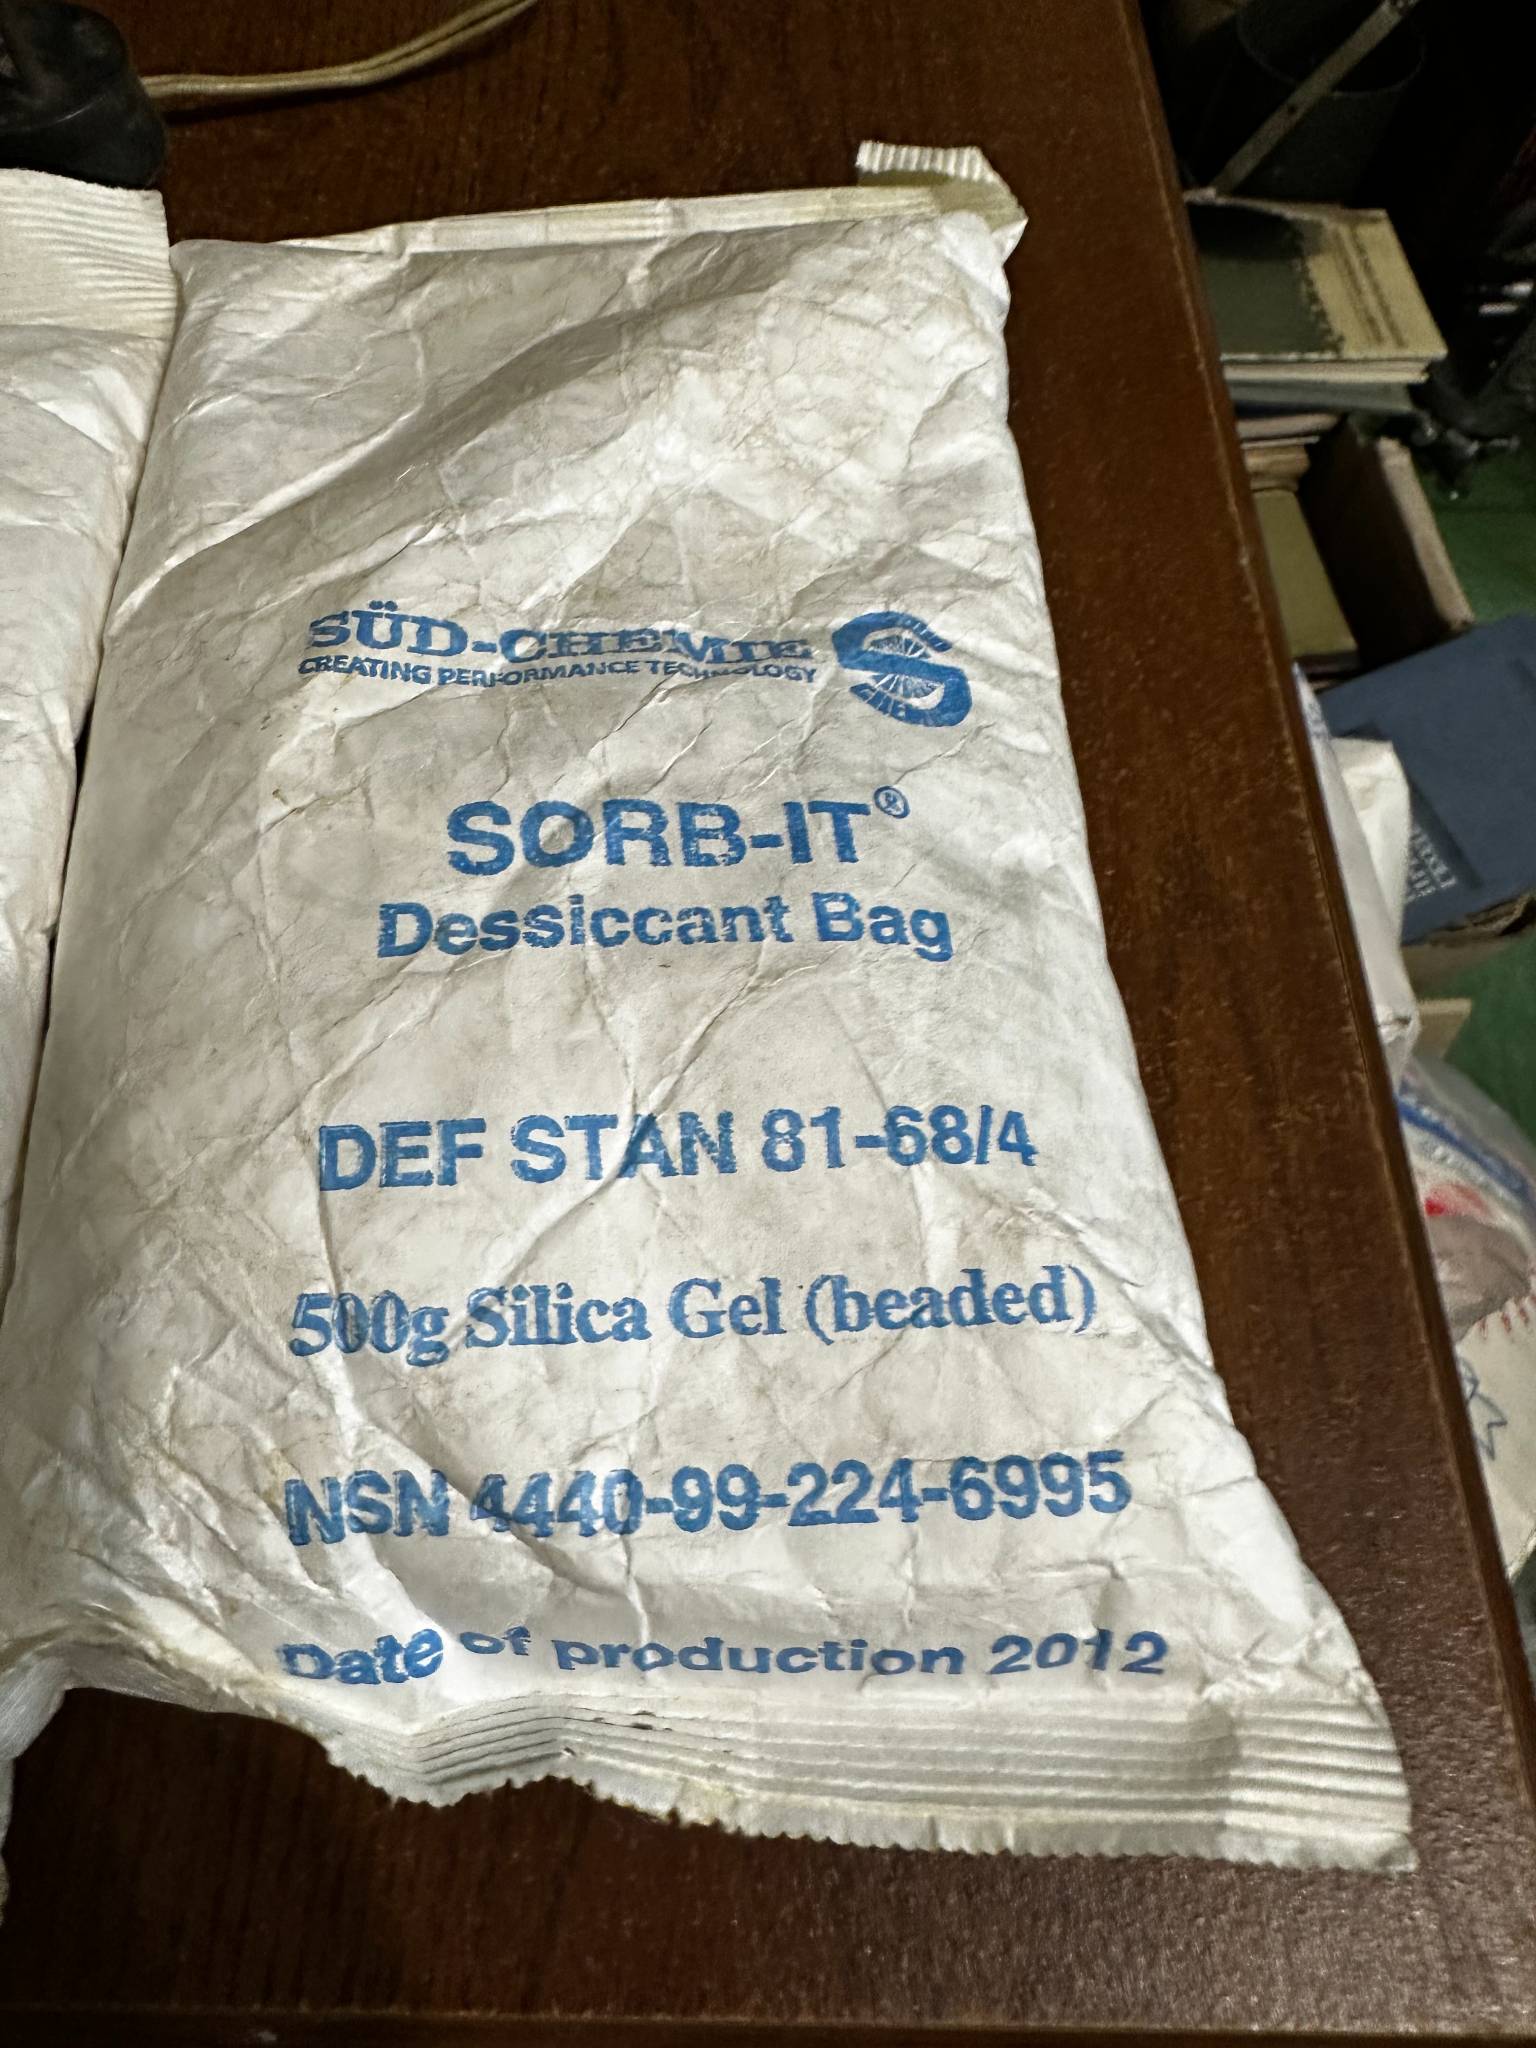 SÜD-CHEMIE
CREATING PERFORMANCE TECHNOLOGY
SORB-IT®
Dessiccant Bag
DEF STAN 81-68/4
500g Silica Gel (beaded)
NSN 4440-99-224-6995
Date of production 2012